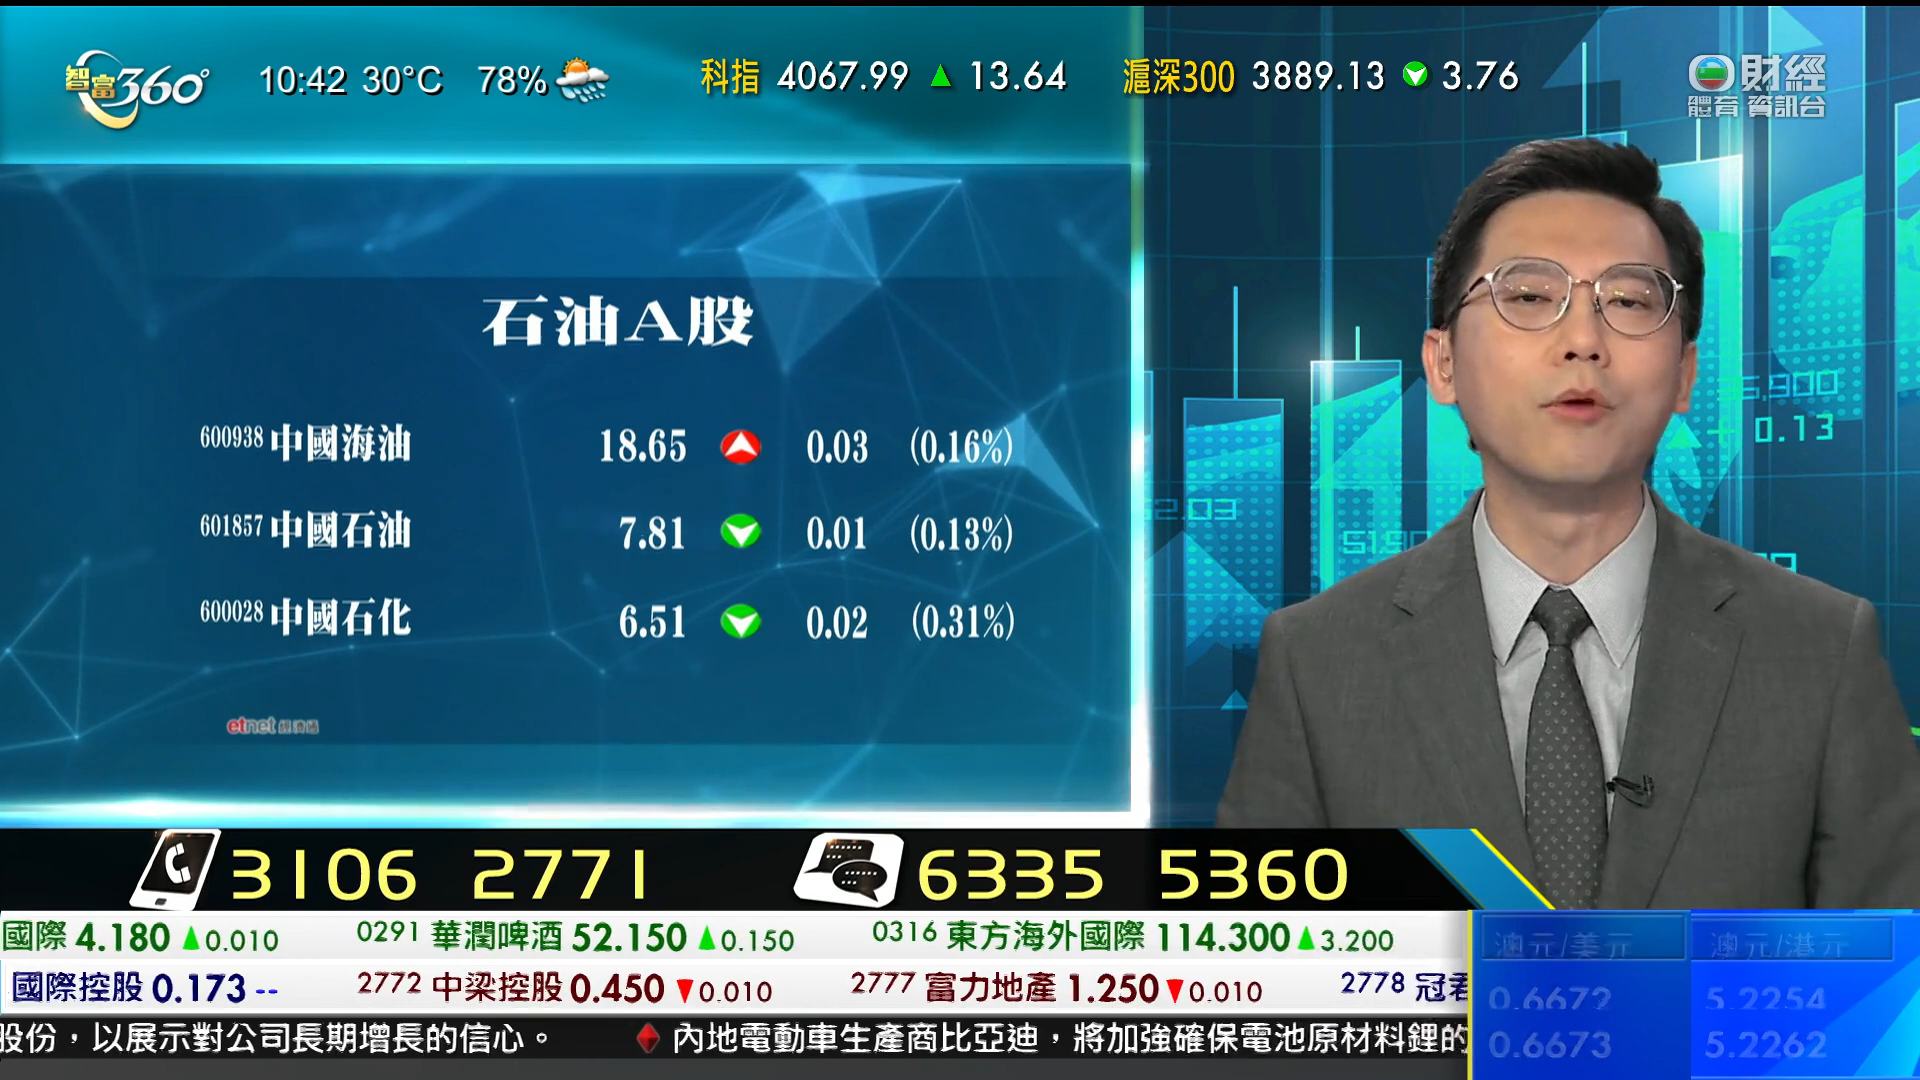 智富360°
10:42 30°C 78%
科指 4067.99 ▲ 13.64
滬深300 3889.13 3.76
財經
體育 資訊台
石油A股
600938 中國海油 18.65 0.03 (0.16%)
601857 中國石油 7.81 0.01 (0.13%)
600028 中國石化 6.51 0.02 (0.31%)
etnet 經濟通
3106 2771
6335 5360
國際 4.180 ▲0.010 0291 華潤啤酒 52.150 ▲0.150 0316 東方海外國際 114.300 ▲3.200
國際控股 0.173 -- 2772 中梁控股 0.450 ▼0.010 2777 富力地產 1.250 ▼0.010 2778 冠君
股份，以展示對公司長期增長的信心。 ◆ 內地電動車生產商比亞迪，將加強確保電池原材料鋰的
澳元/美元 澳元/港元
0.6672 5.2254
0.6673 5.2262